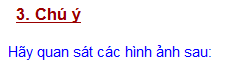 3. Chú ý
Hãy quan sát các hình ảnh sau: